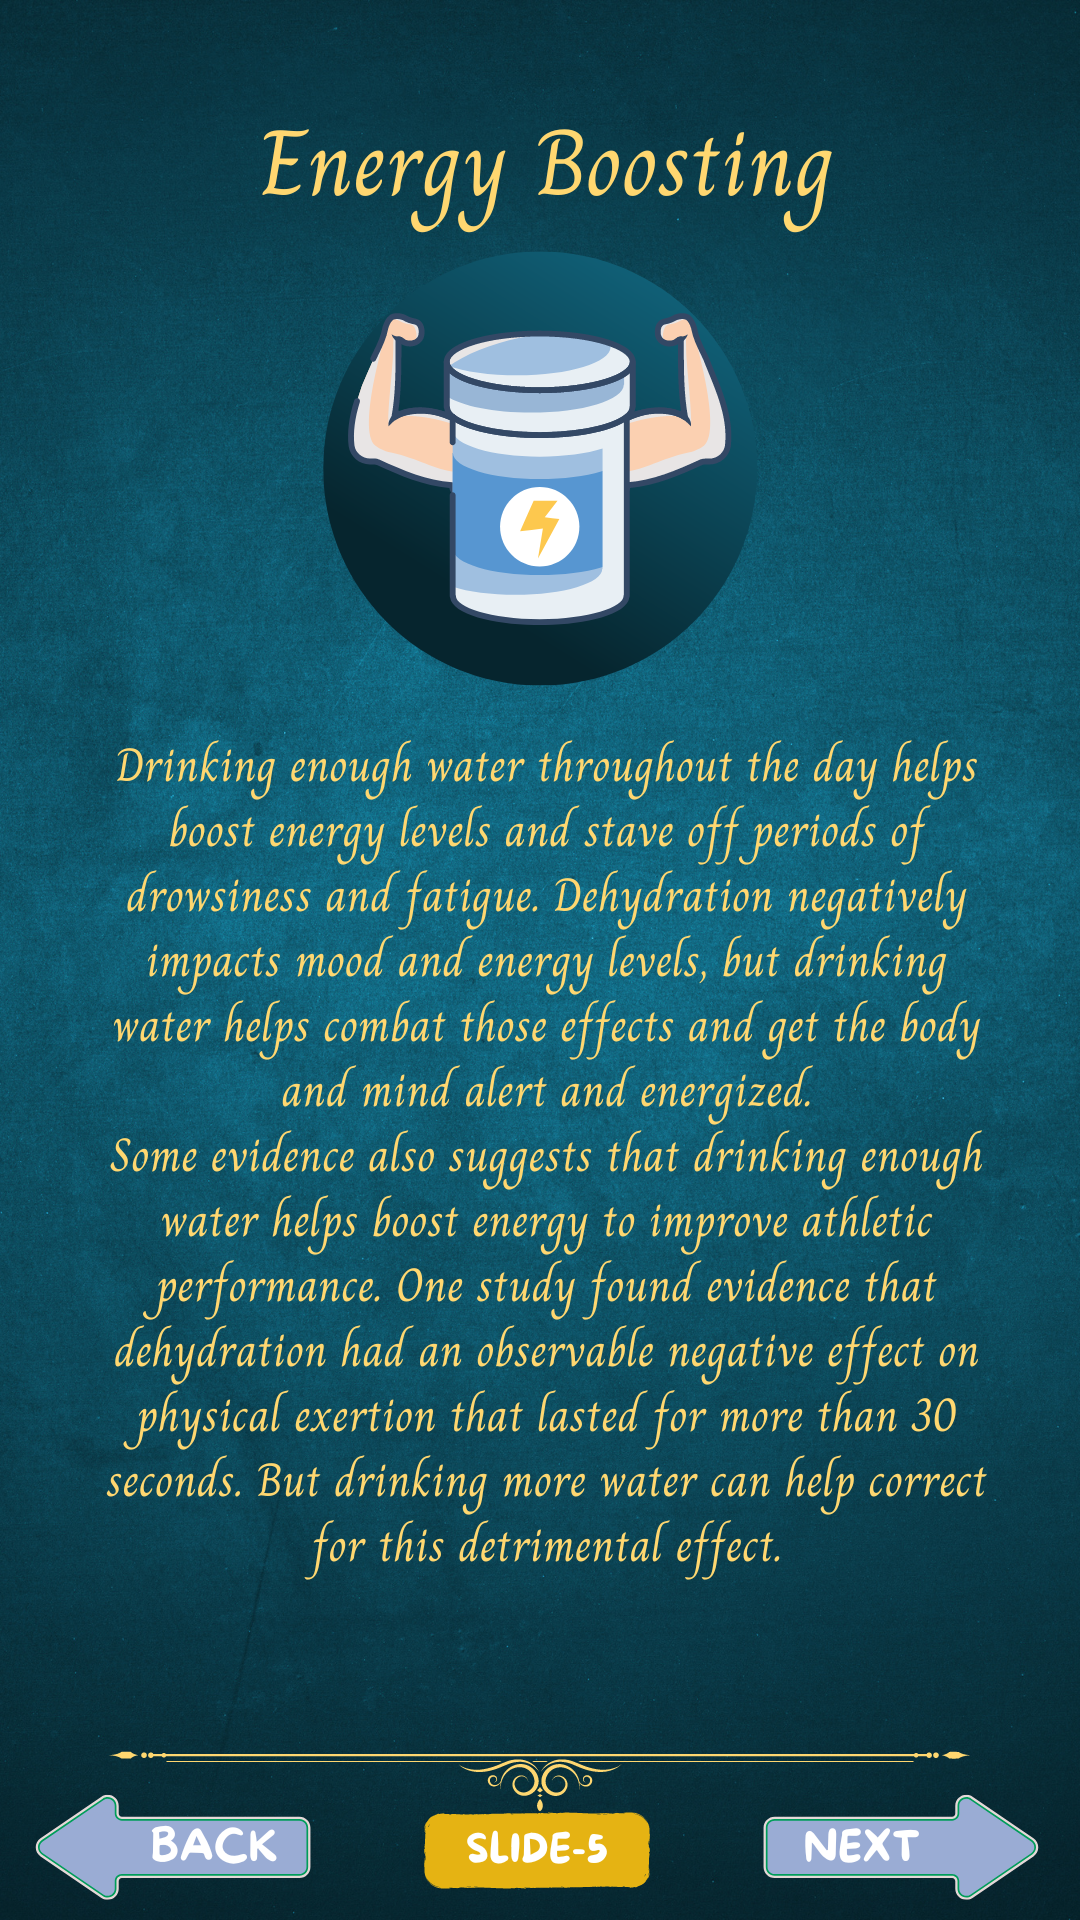 Energy Boosting
Drinking enough water throughout the day helps
boost energy levels and stave off periods of
drowsiness and fatigue. Dehydration negatively
impacts mood and energy levels, but drinking
water helps combat those effects and get the body
and mind alert and energized.
Some evidence also suggests that drinking enough
water helps boost energy to improve athletic
performance. One study found evidence that
dehydration had an observable negative effect on
physical exertion that lasted for more than 30
seconds. But drinking more water can help correct
for this detrimental effect.
BACK
SLIDE-5
NEXT